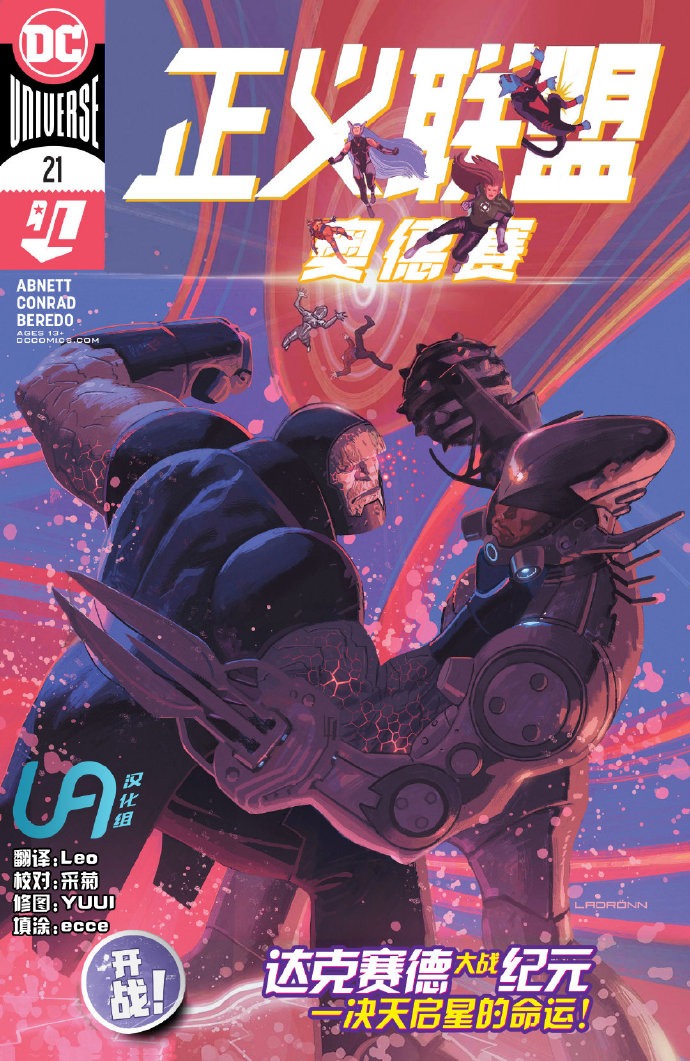 DC
UNIVERSE
21
正义联盟
奥德赛
ABNETT
CONRAD
BEREDO
AGES 13+
DCCOMICS.COM
UA
汉化组
翻译:Leo
校对:采菊
修图:YUUI
填涂:ecce
LADRÖNN
开战!
达克赛德大战纪元
一决天启星的命运!